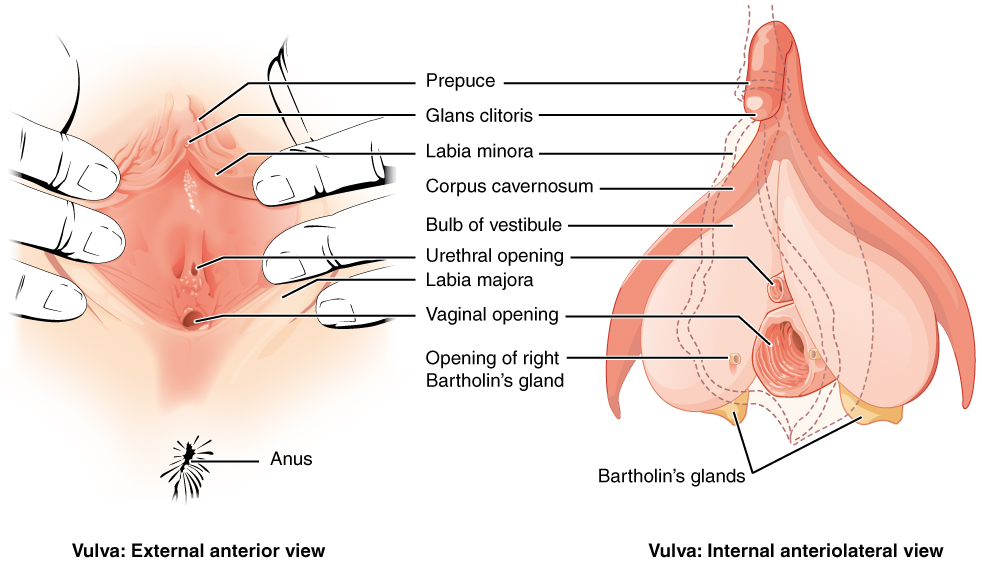 Prepuce
Glans clitoris
Labia minora
Corpus cavernosum
Bulb of vestibule
Urethral opening
Labia majora
Vaginal opening
Opening of right
Bartholin's gland
Anus
Bartholin's glands
Vulva: External anterior view
Vulva: Internal anteriolateral view